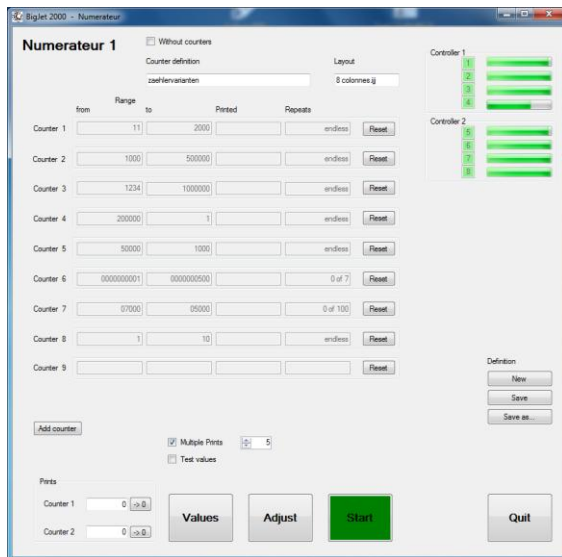 BigJet 2000 - Numerateur
Numerateur 1
Without counters
Counter definition Layout
zaehlervarianten 8 colonnes.jj
Range
from to Printed Repeats
Counter 1 11 2000 endless Reset
Counter 2 1000 500000 endless Reset
Counter 3 1234 1000000 endless Reset
Counter 4 200000 1 endless Reset
Counter 5 50000 1000 endless Reset
Counter 6 0000000001 0000000500 0 of 7 Reset
Counter 7 07000 05000 0 of 100 Reset
Counter 8 1 10 endless Reset
Counter 9 Reset
Controller 1
1
2
3
4
Controller 2
5
6
7
8
Definition
New
Save
Save as...
Add counter
Multiple Prints 5
Test values
Prints
Counter 1 0 -> 0
Counter 2 0 -> 0
Values Adjust Start Quit